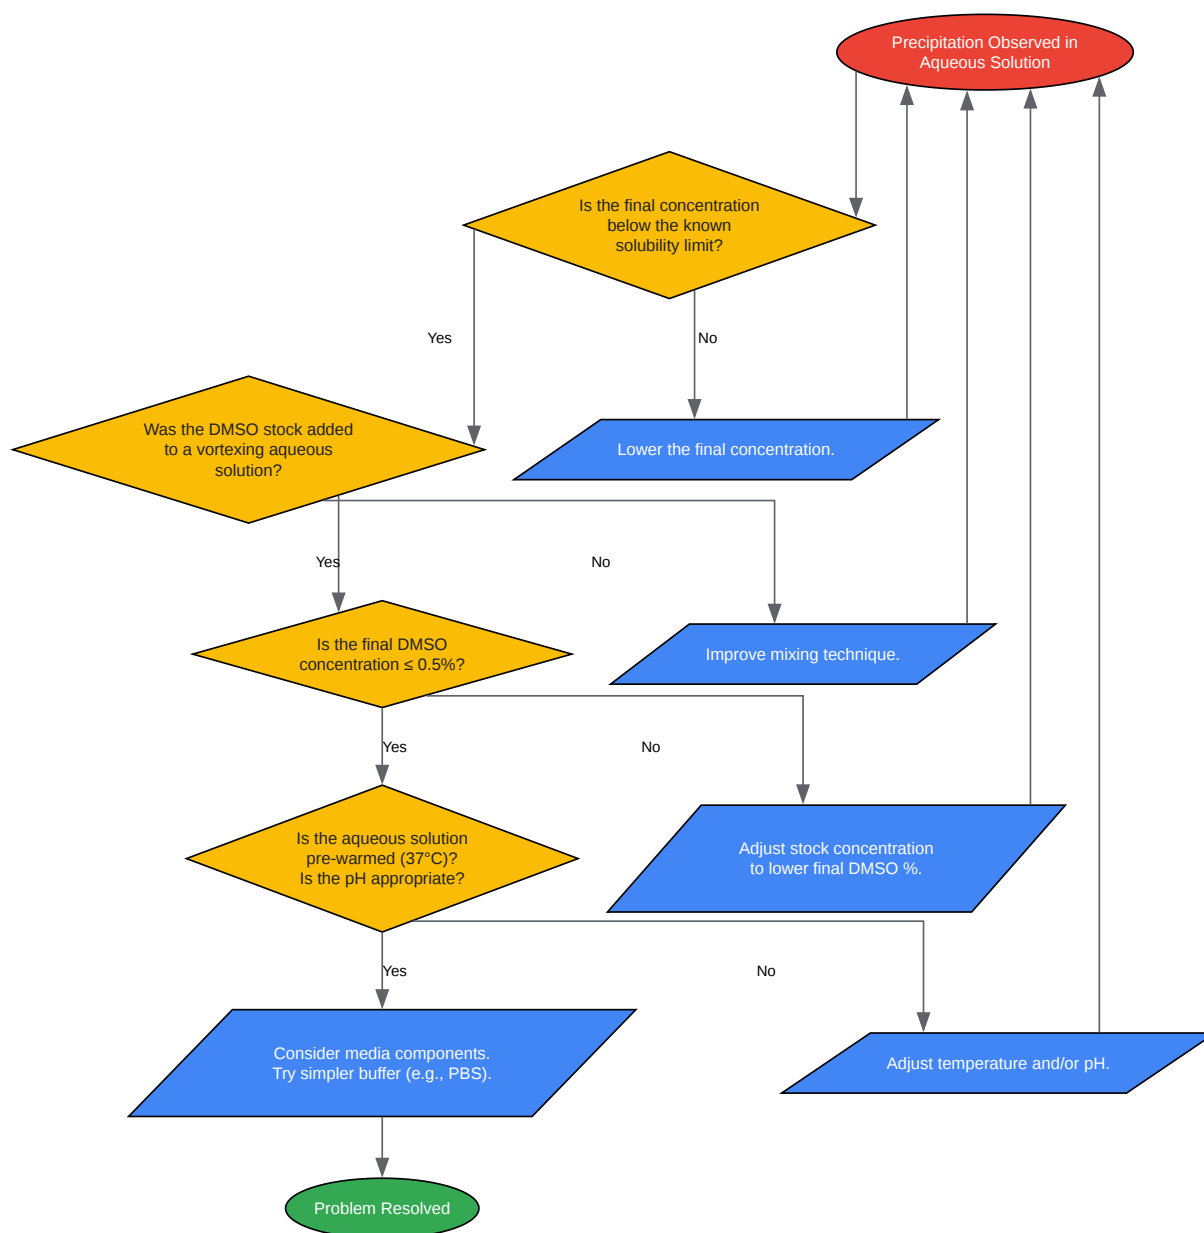 Precipitation Observed in
Aqueous Solution
Is the final concentration
below the known
solubility limit?
Yes
No
Was the DMSO stock added
to a vortexing aqueous
solution?
Lower the final concentration.
Yes
No
Is the final DMSO
concentration ≤ 0.5%?
Improve mixing technique.
Yes
No
Is the aqueous solution
pre-warmed (37°C)?
Is the pH appropriate?
Adjust stock concentration
to lower final DMSO %.
Yes
No
Consider media components.
Try simpler buffer (e.g., PBS).
Adjust temperature and/or pH.
Problem Resolved